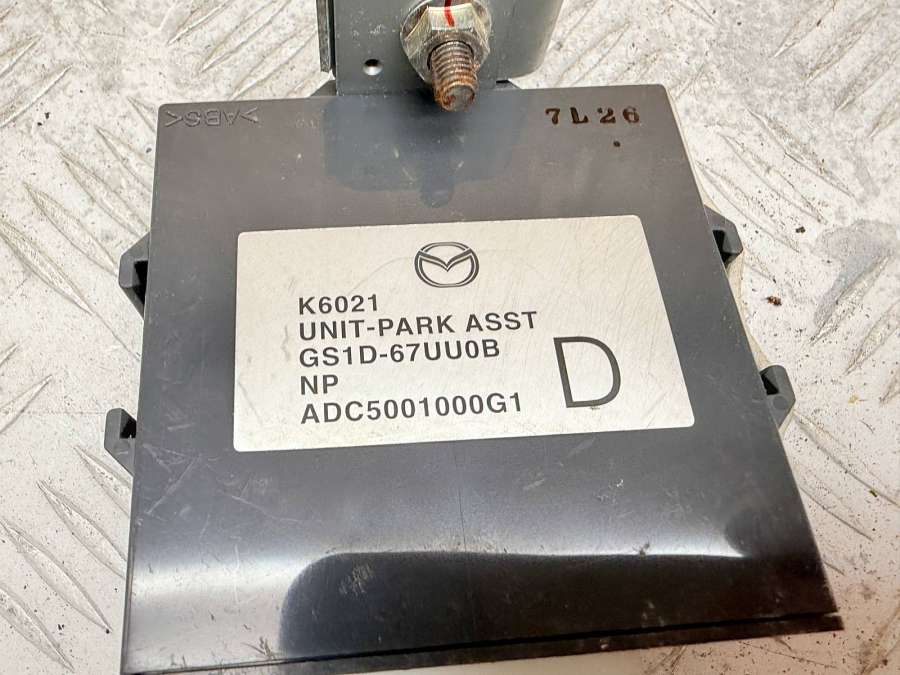 >ABS<
7L26
K6021
UNIT-PARK ASST
GS1D-67UU0B
NP
ADC5001000G1
D